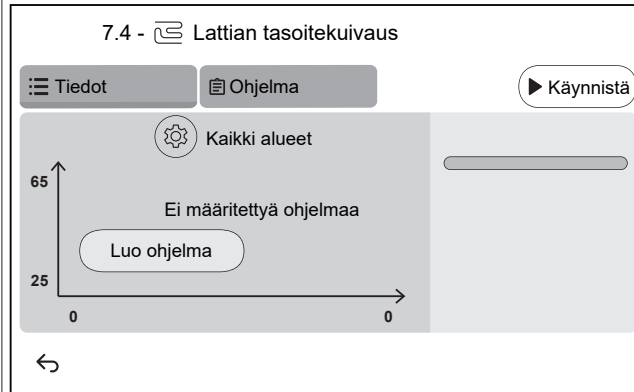 7.4 - Lattian tasoitekuivaus
Tiedot
Ohjelma
Käynnistä
Kaikki alueet
65
Ei määritettyä ohjelmaa
Luo ohjelma
25
0
0